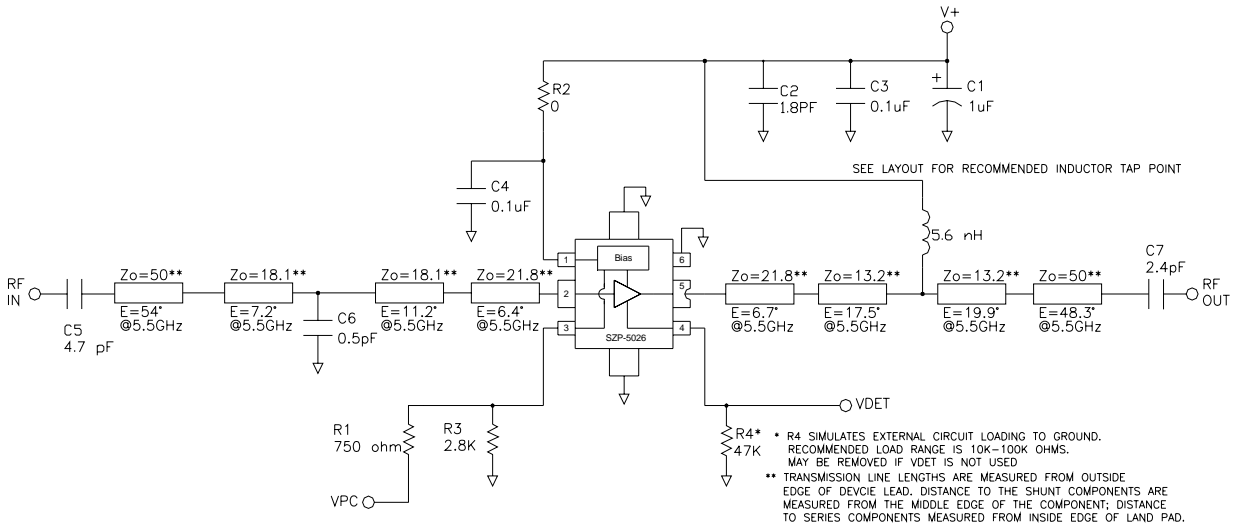 V+
R2
0
C2
1.8PF
C3
0.1uF
+
C1
1uF
SEE LAYOUT FOR RECOMMENDED INDUCTOR TAP POINT
C4
0.1uF
5.6 nH
Bias
1
2
3
4
5
6
SZP-5026
RF
IN
C5
4.7 pF
Zo=50**
E=54°
@5.5GHz
Zo=18.1**
E=7.2°
@5.5GHz
C6
0.5pF
Zo=18.1**
E=11.2°
@5.5GHz
Zo=21.8**
E=6.4°
@5.5GHz
Zo=21.8**
E=6.7°
@5.5GHz
Zo=13.2**
E=17.5°
@5.5GHz
Zo=13.2**
E=19.9°
@5.5GHz
Zo=50**
E=48.3°
@5.5GHz
C7
2.4pF
RF
OUT
R1
750 ohm
R3
2.8K
VPC
VDET
R4*
47K
* R4 SIMULATES EXTERNAL CIRCUIT LOADING TO GROUND.
RECOMMENDED LOAD RANGE IS 10K-100K OHMS.
MAY BE REMOVED IF VDET IS NOT USED
** TRANSMISSION LINE LENGTHS ARE MEASURED FROM OUTSIDE
EDGE OF DEVCIE LEAD. DISTANCE TO THE SHUNT COMPONENTS ARE
MEASURED FROM THE MIDDLE EDGE OF THE COMPONENT; DISTANCE
TO SERIES COMPONENTS MEASURED FROM INSIDE EDGE OF LAND PAD.